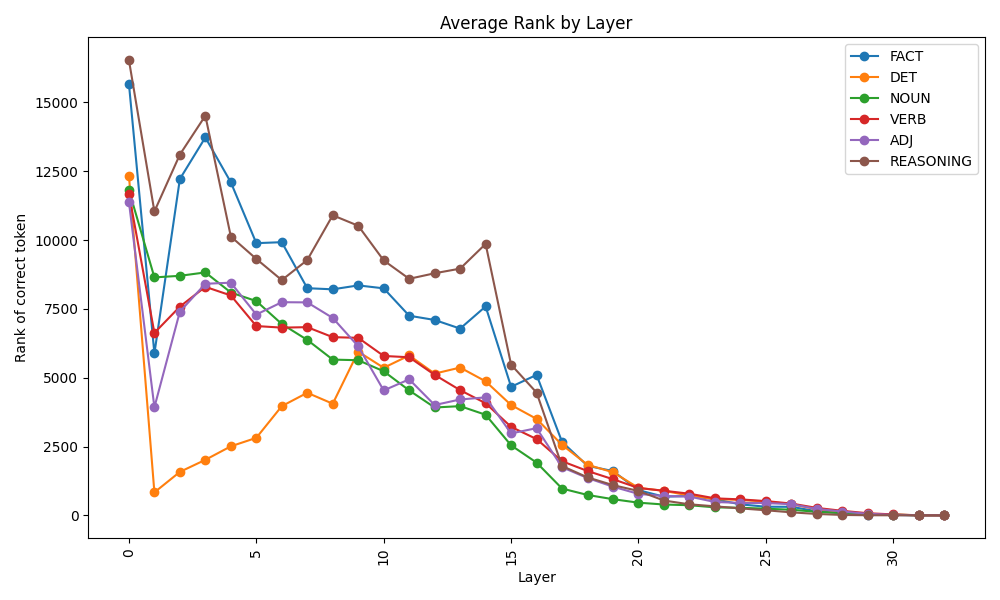 Average Rank by Layer
FACT
DET
NOUN
VERB
ADJ
REASONING
Rank of correct token
15000
12500
10000
7500
5000
2500
0
0
5
10
15
20
25
30
Layer